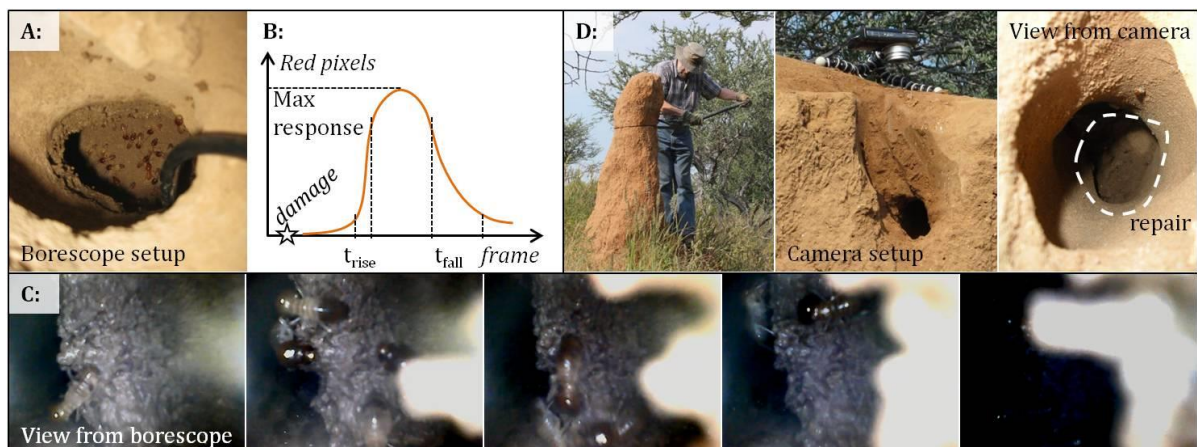 A:
Borescope setup
B:
Red pixels
Max
response
damage
t_rise
t_fall
frame
D:
Camera setup
View from camera
repair
C:
View from borescope